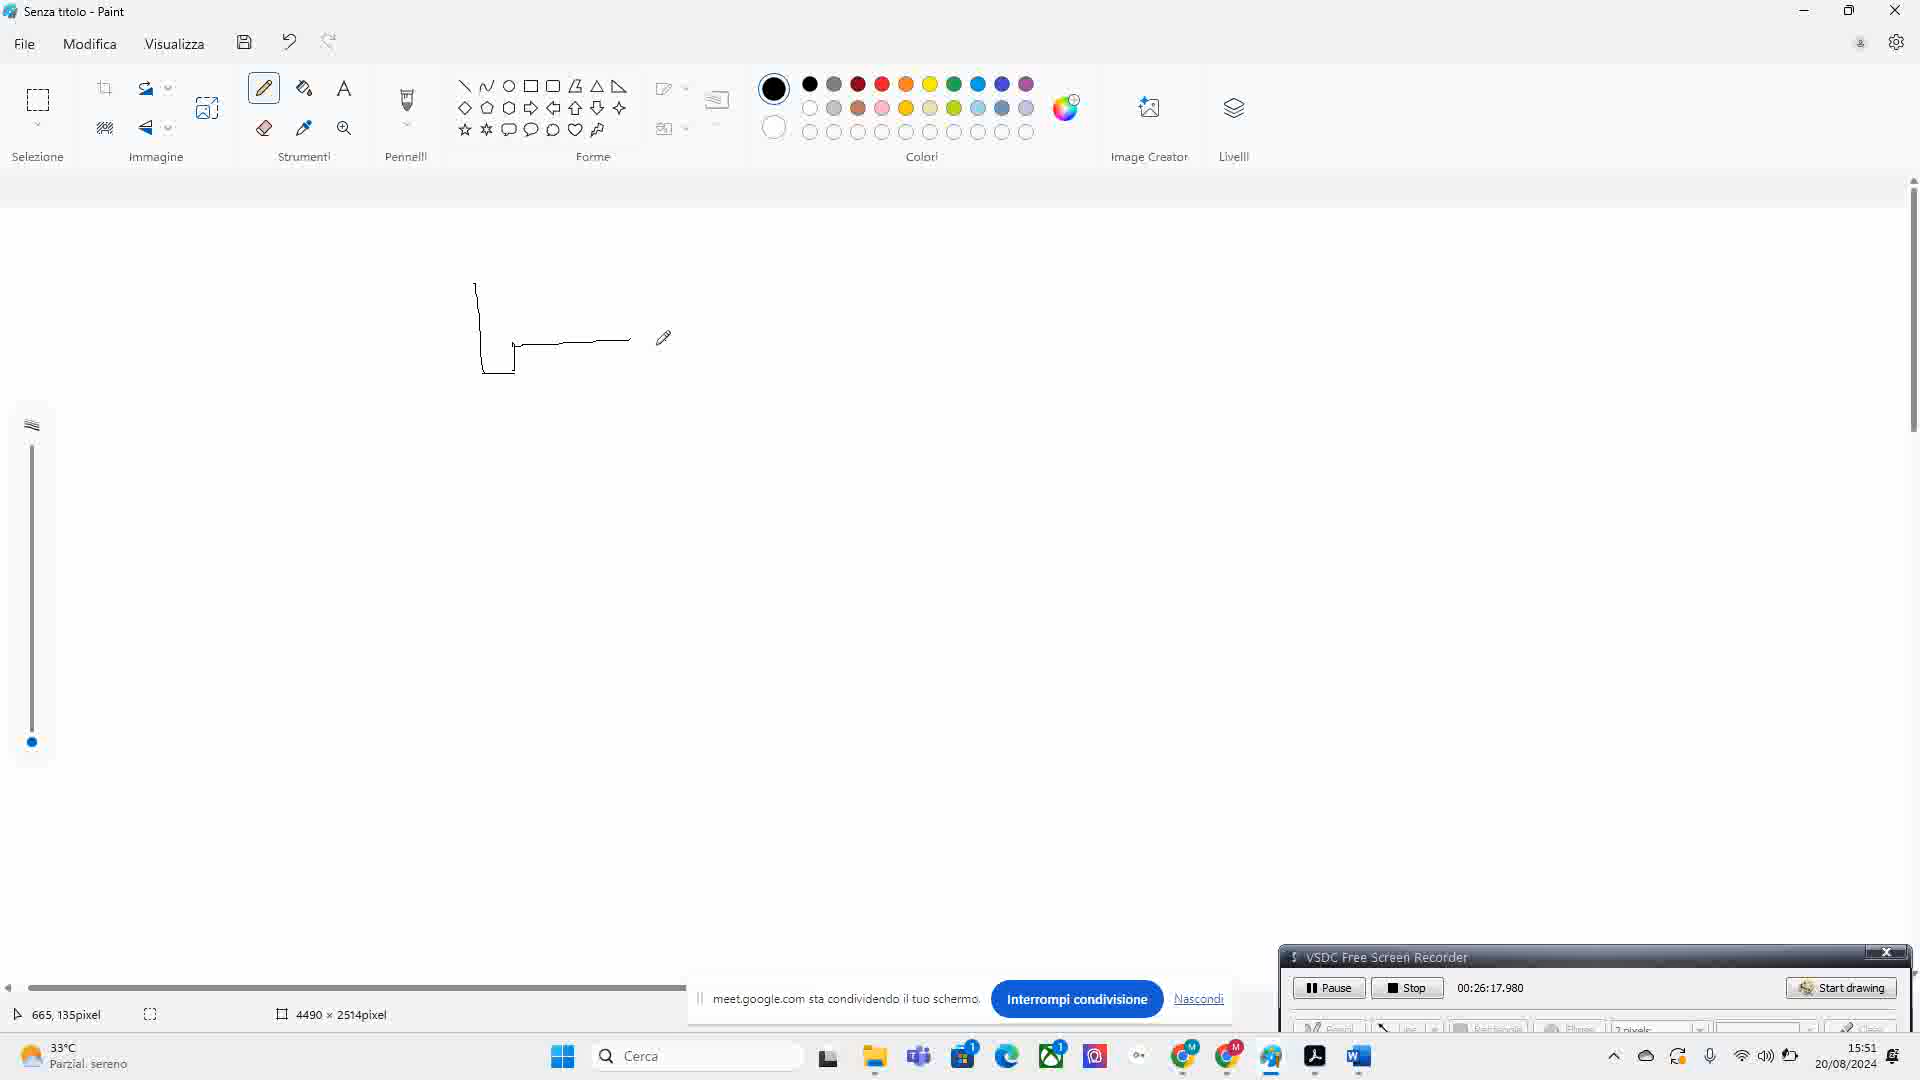 Senza titolo - Paint
File Modifica Visualizza
Selezione Immagine Strumenti Pennelli Forme Colori Image Creator Livelli
VSDC Free Screen Recorder
Pause Stop 00:26:17.980 Start drawing
meet.google.com sta condividendo il tuo schermo. Interrompi condivisione Nascondi
665, 135pixel 4490 × 2514pixel
2 pixels
33°C
Parzial. sereno
Cerca
15:51
20/08/2024